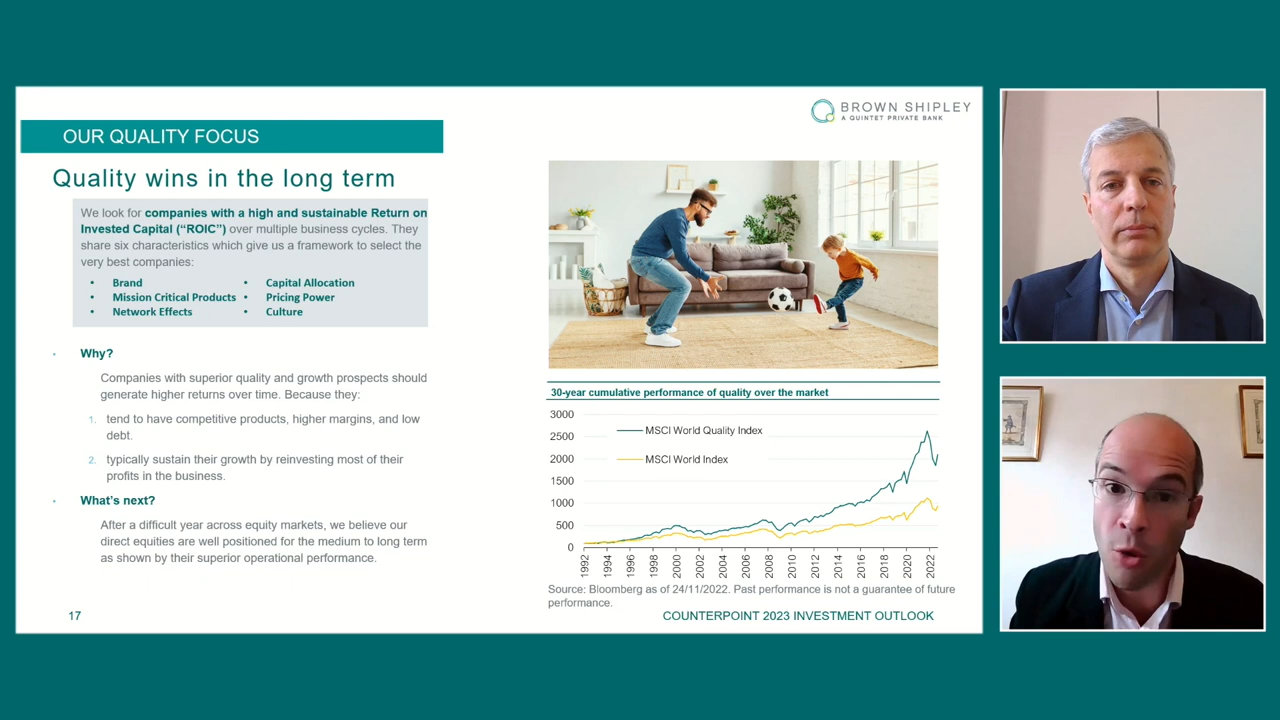 BROWN SHIPLEY
A QUINTET PRIVATE BANK
OUR QUALITY FOCUS
Quality wins in the long term
We look for companies with a high and sustainable Return on
Invested Capital (“ROIC”) over multiple business cycles. They
share six characteristics which give us a framework to select the
very best companies:
• Brand
• Mission Critical Products
• Network Effects
• Capital Allocation
• Pricing Power
• Culture
• Why?
Companies with superior quality and growth prospects should
generate higher returns over time. Because they:
1. tend to have competitive products, higher margins, and low
debt.
2. typically sustain their growth by reinvesting most of their
profits in the business.
• What’s next?
After a difficult year across equity markets, we believe our
direct equities are well positioned for the medium to long term
as shown by their superior operational performance.
30-year cumulative performance of quality over the market
3000
2500
2000
1500
1000
500
0
MSCI World Quality Index
MSCI World Index
1992
1994
1996
1998
2000
2002
2004
2006
2008
2010
2012
2014
2016
2018
2020
2022
Source: Bloomberg as of 24/11/2022. Past performance is not a guarantee of future
performance.
17
COUNTERPOINT 2023 INVESTMENT OUTLOOK